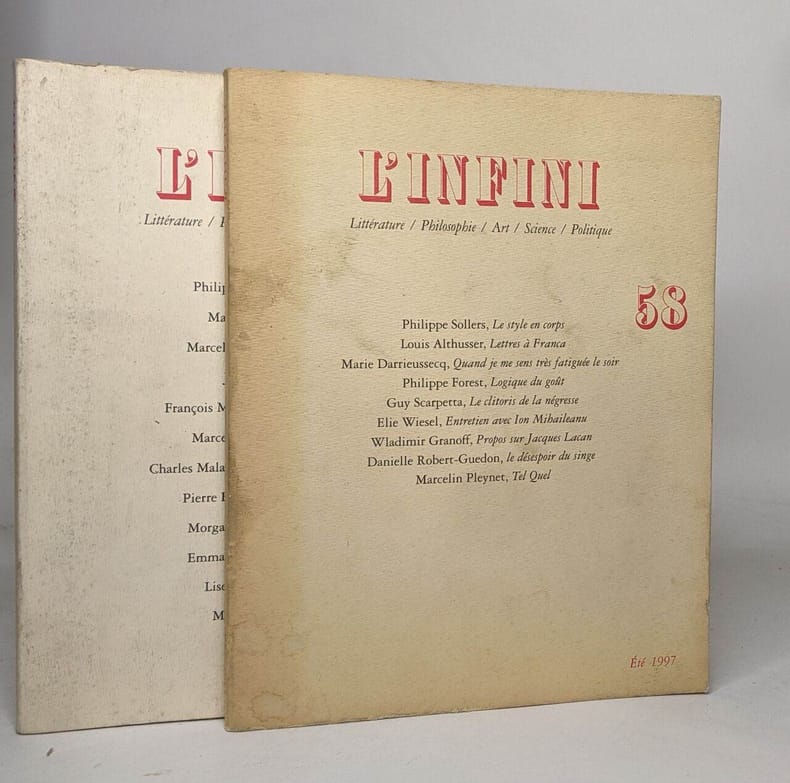 L'I
Littérature /
Philip
Ma
Marcel
François M
Marce
Charles Mala
Pierre
Morga
Emma
Lise
M
L'INFINI
Littérature / Philosophie / Art / Science / Politique
58
Philippe Sollers, Le style en corps
Louis Althusser, Lettres à Franca
Marie Darrieussecq, Quand je me sens très fatiguée le soir
Philippe Forest, Logique du goût
Guy Scarpetta, Le clitoris de la négresse
Elie Wiesel, Entretien avec Ion Mihaileanu
Wladimir Granoff, Propos sur Jacques Lacan
Danielle Robert-Guedon, le désespoir du singe
Marcelin Pleynet, Tel Quel
Été 1997